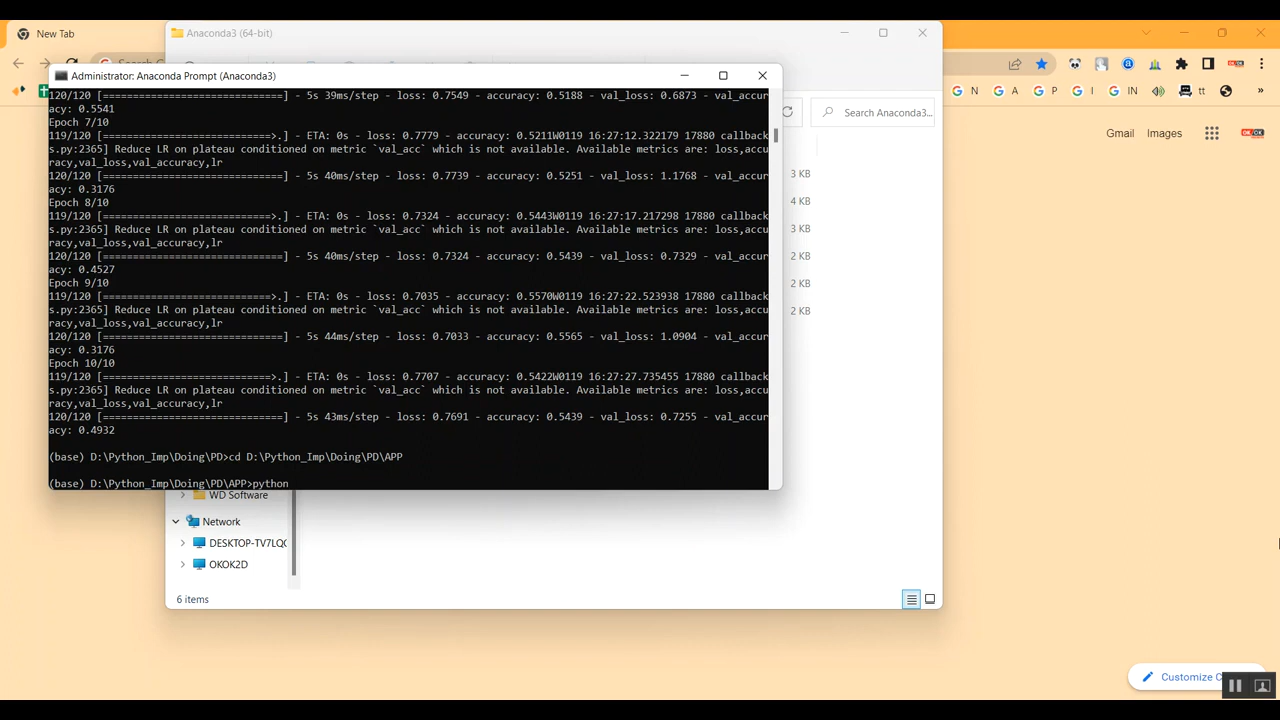 New Tab
Anaconda3 (64-bit)
Administrator: Anaconda Prompt (Anaconda3)
N
A
P
I
IN
tt
»
Search Anaconda3...
Gmail
Images
120/120 [==============================] - 5s 39ms/step - loss: 0.7549 - accuracy: 0.5188 - val_loss: 0.6873 - val_accur
acy: 0.5541
Epoch 7/10
119/120 [============================>.] - ETA: 0s - loss: 0.7779 - accuracy: 0.5211W0119 16:27:12.322179 17880 callback
s.py:2365] Reduce LR on plateau conditioned on metric `val_acc` which is not available. Available metrics are: loss,accu
racy,val_loss,val_accuracy,lr
120/120 [==============================] - 5s 40ms/step - loss: 0.7739 - accuracy: 0.5251 - val_loss: 1.1768 - val_accur
acy: 0.3176
Epoch 8/10
119/120 [============================>.] - ETA: 0s - loss: 0.7324 - accuracy: 0.5443W0119 16:27:17.217298 17880 callback
s.py:2365] Reduce LR on plateau conditioned on metric `val_acc` which is not available. Available metrics are: loss,accu
racy,val_loss,val_accuracy,lr
120/120 [==============================] - 5s 40ms/step - loss: 0.7324 - accuracy: 0.5439 - val_loss: 0.7329 - val_accur
acy: 0.4527
Epoch 9/10
119/120 [============================>.] - ETA: 0s - loss: 0.7035 - accuracy: 0.5570W0119 16:27:22.523938 17880 callback
s.py:2365] Reduce LR on plateau conditioned on metric `val_acc` which is not available. Available metrics are: loss,accu
racy,val_loss,val_accuracy,lr
120/120 [==============================] - 5s 44ms/step - loss: 0.7033 - accuracy: 0.5565 - val_loss: 1.0904 - val_accur
acy: 0.3176
Epoch 10/10
119/120 [============================>.] - ETA: 0s - loss: 0.7707 - accuracy: 0.5422W0119 16:27:27.735455 17880 callback
s.py:2365] Reduce LR on plateau conditioned on metric `val_acc` which is not available. Available metrics are: loss,accu
racy,val_loss,val_accuracy,lr
120/120 [==============================] - 5s 43ms/step - loss: 0.7691 - accuracy: 0.5439 - val_loss: 0.7255 - val_accur
acy: 0.4932
(base) D:\Python_Imp\Doing\PD>cd D:\Python_Imp\Doing\PD\APP
(base) D:\Python_Imp\Doing\PD\APP>python
3 KB
4 KB
3 KB
2 KB
2 KB
2 KB
WD Software
Network
DESKTOP-TV7LQ
OKOK2D
6 items
Customize C